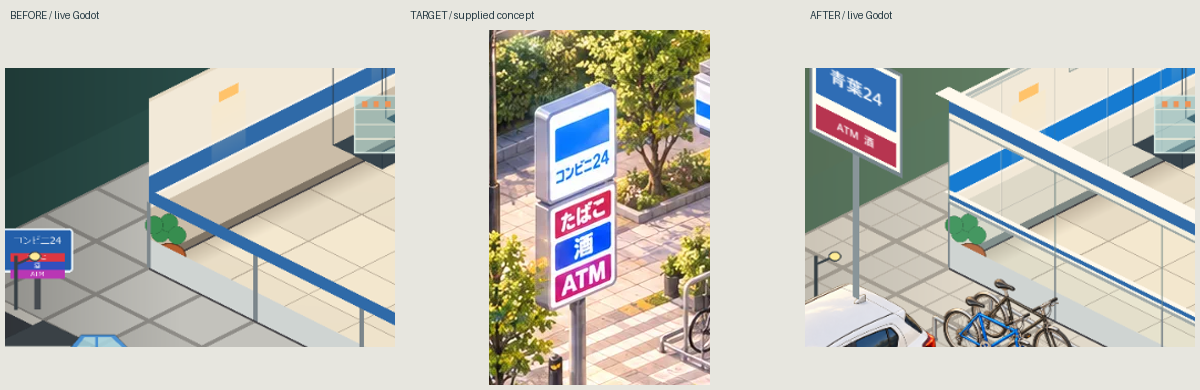 BEFORE / live Godot
コンビニ24
ATM
TARGET / supplied concept
コンビニ24
たばこ
酒
ATM
AFTER / live Godot
青葉24
ATM 酒